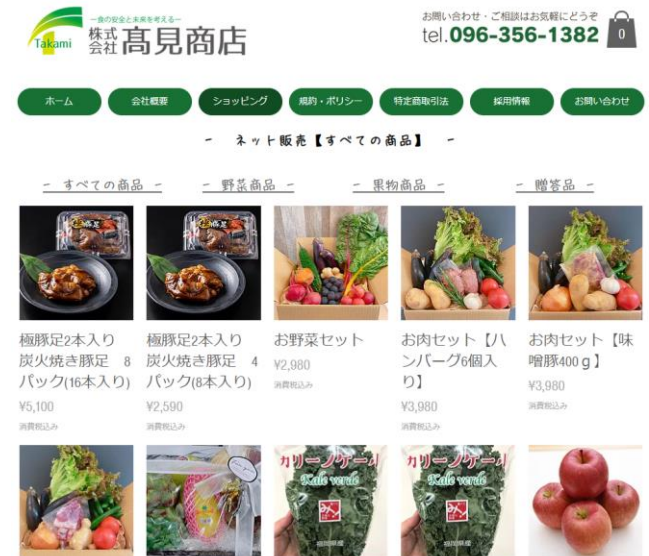 ―食の安全と未来を考える―
Takami
株式会社 髙見商店
お問い合わせ・ご相談はお気軽にどうぞ
tel.096-356-1382
0
ホーム
会社概要
ショッピング
規約・ポリシー
特定商取引法
採用情報
お問い合わせ
- ネット販売【すべての商品】 -
- すべての商品 -
- 野菜商品 -
- 果物商品 -
- 贈答品 -
極豚足2本入り
炭火焼き豚足 8
パック(16本入り)
¥5,100
消費税込み
極豚足2本入り
炭火焼き豚足 4
パック(8本入り)
¥2,590
消費税込み
お野菜セット
¥2,980
消費税込み
お肉セット【ハ
ンバーグ6個入
り】
¥3,980
消費税込み
お肉セット【味
噌豚400ｇ】
¥3,980
消費税込み
カリーノケール
Kale verde
福岡県産
カリーノケール
Kale verde
福岡県産